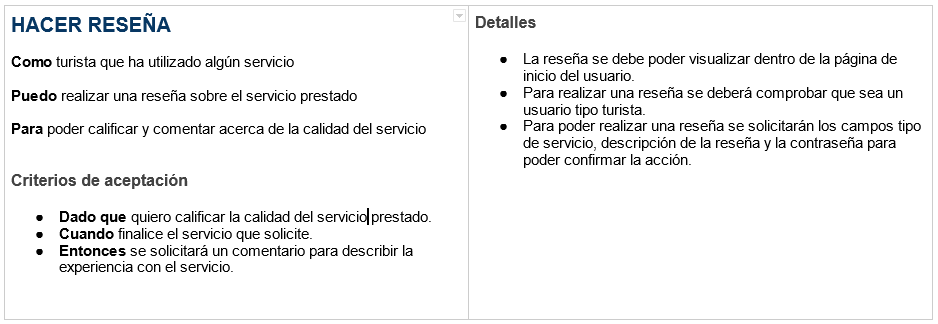 HACER RESEÑA
Como turista que ha utilizado algún servicio
Puedo realizar una reseña sobre el servicio prestado
Para poder calificar y comentar acerca de la calidad del servicio
Criterios de aceptación
● Dado que quiero calificar la calidad del servicio prestado.
● Cuando finalice el servicio que solicite.
● Entonces se solicitará un comentario para describir la
experiencia con el servicio.
Detalles
● La reseña se debe poder visualizar dentro de la página de
inicio del usuario.
● Para realizar una reseña se deberá comprobar que sea un
usuario tipo turista.
● Para poder realizar una reseña se solicitarán los campos tipo
de servicio, descripción de la reseña y la contraseña para
poder confirmar la acción.